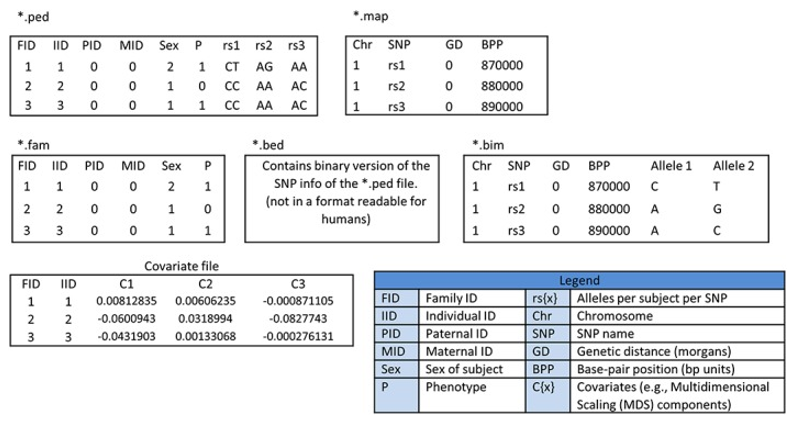 *.ped
FID IID PID MID Sex P rs1 rs2 rs3
1 1 0 0 2 1 CT AG AA
2 2 0 0 1 0 CC AA AC
3 3 0 0 1 1 CC AA AC
*.map
Chr SNP GD BPP
1 rs1 0 870000
1 rs2 0 880000
1 rs3 0 890000
*.fam
FID IID PID MID Sex P
1 1 0 0 2 1
2 2 0 0 1 0
3 3 0 0 1 1
*.bed
Contains binary version of the
SNP info of the *.ped file.
(not in a format readable for
humans)
*.bim
Chr SNP GD BPP Allele 1 Allele 2
1 rs1 0 870000 C T
1 rs2 0 880000 A G
1 rs3 0 890000 A C
Covariate file
FID IID C1 C2 C3
1 1 0.00812835 0.00606235 -0.000871105
2 2 -0.0600943 0.0318994 -0.0827743
3 3 -0.0431903 0.00133068 -0.000276131
Legend
FID Family ID rs{x} Alleles per subject per SNP
IID Individual ID Chr Chromosome
PID Paternal ID SNP SNP name
MID Maternal ID GD Genetic distance (morgans)
Sex Sex of subject BPP Base-pair position (bp units)
P Phenotype C{x} Covariates (e.g., Multidimensional
Scaling (MDS) components)